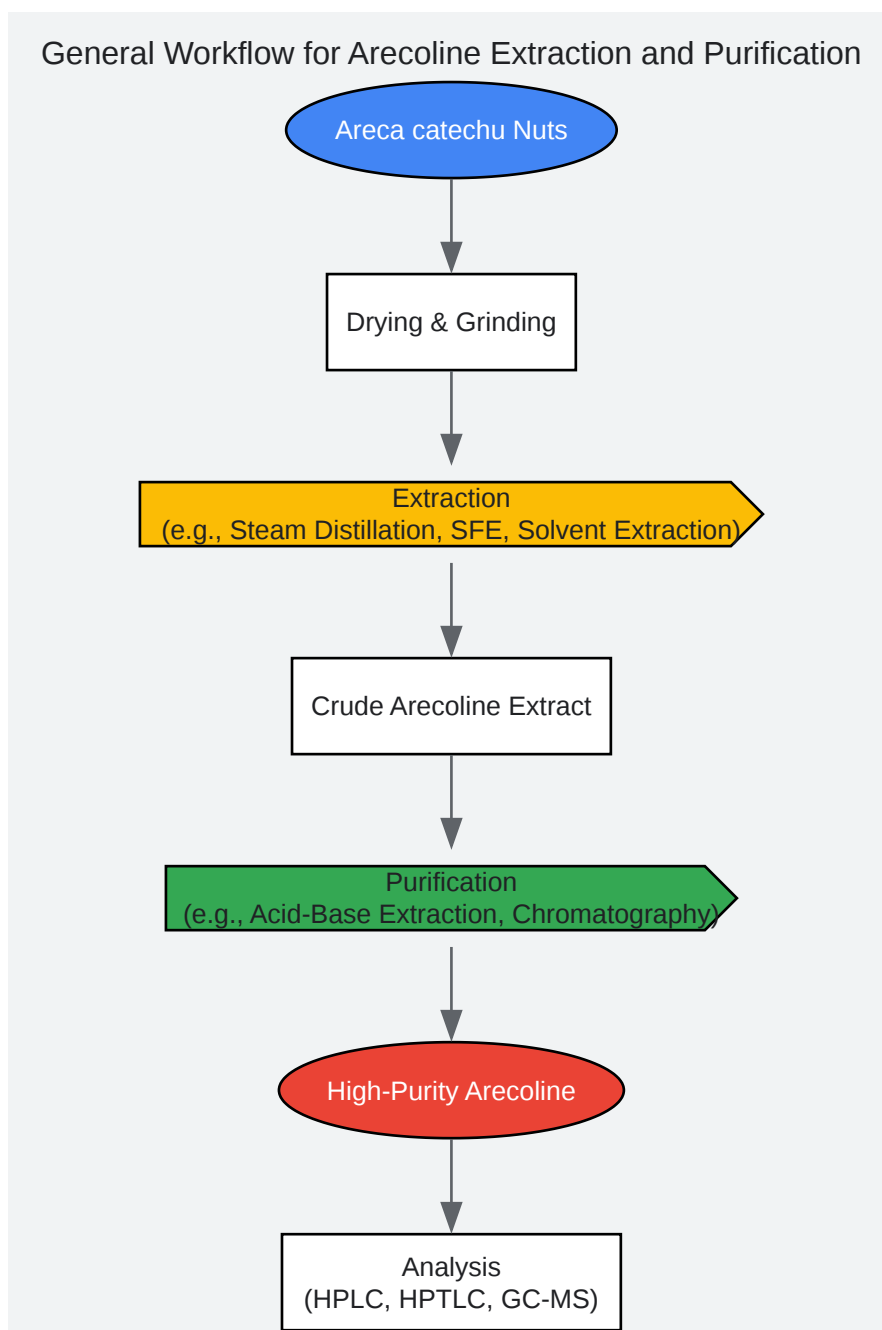 General Workflow for Arecoline Extraction and Purification
Areca catechu Nuts
Drying & Grinding
Extraction
(e.g., Steam Distillation, SFE, Solvent Extraction)
Crude Arecoline Extract
Purification
(e.g., Acid-Base Extraction, Chromatography)
High-Purity Arecoline
Analysis
(HPLC, HPTLC, GC-MS)